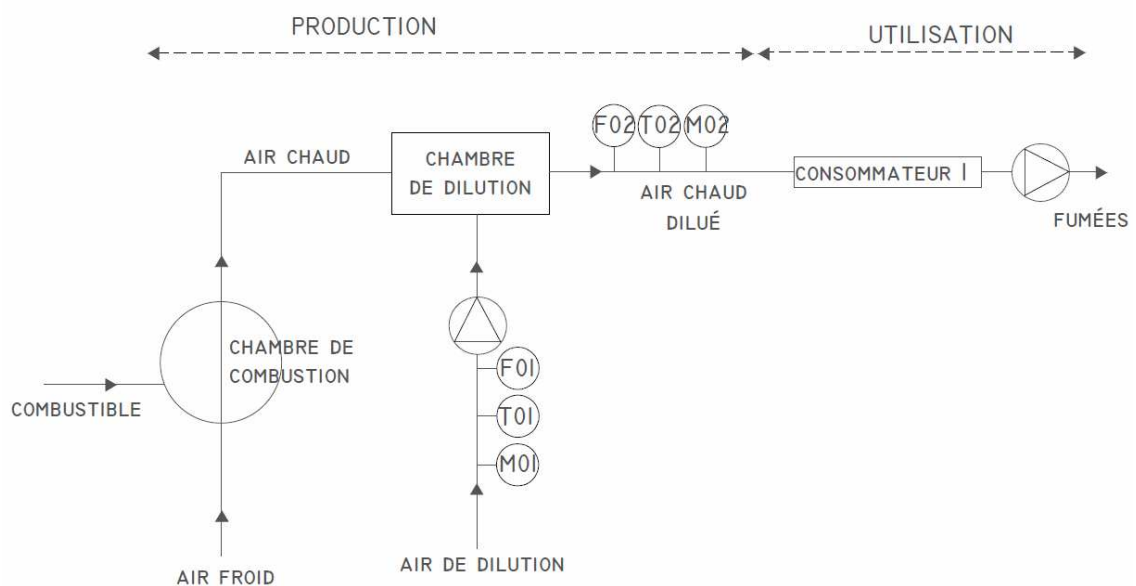 PRODUCTION
UTILISATION
F02 T02 M02
AIR CHAUD
CHAMBRE
DE DILUTION
CONSOMMATEUR 1
AIR CHAUD
DILUÉ
FUMÉES
CHAMBRE DE
COMBUSTION
F01
COMBUSTIBLE
T01
M01
AIR DE DILUTION
AIR FROID